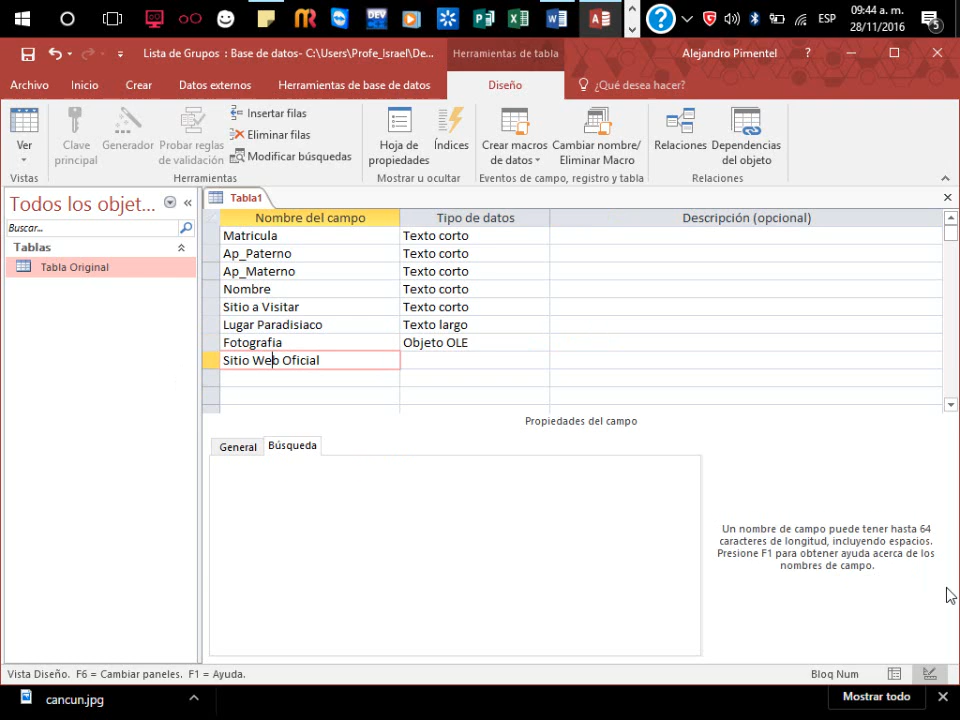 DEV
ESP
09:44 a. m.
28/11/2016
5
Lista de Grupos : Base de datos- C:\Users\Profe_Israel\De...
Herramientas de tabla
Alejandro Pimentel
?
Archivo
Inicio
Crear
Datos externos
Herramientas de base de datos
Diseño
¿Qué desea hacer?
Ver
Clave principal
Generador
Probar reglas de validación
Insertar filas
Eliminar filas
Modificar búsquedas
Hoja de propiedades
Índices
Crear macros de datos
Cambiar nombre/ Eliminar Macro
Relaciones
Dependencias del objeto
Vistas
Herramientas
Mostrar u ocultar
Eventos de campo, registro y tabla
Relaciones
Todos los objet...
Buscar...
Tablas
Tabla Original
Tabla1
Nombre del campo
Tipo de datos
Descripción (opcional)
Matricula
Texto corto
Ap_Paterno
Texto corto
Ap_Materno
Texto corto
Nombre
Texto corto
Sitio a Visitar
Texto corto
Lugar Paradisiaco
Texto largo
Fotografia
Objeto OLE
Sitio Web Oficial
Propiedades del campo
General
Búsqueda
Un nombre de campo puede tener hasta 64
caracteres de longitud, incluyendo espacios.
Presione F1 para obtener ayuda acerca de los
nombres de campo.
Vista Diseño. F6 = Cambiar paneles. F1 = Ayuda.
Bloq Num
cancun.jpg
Mostrar todo